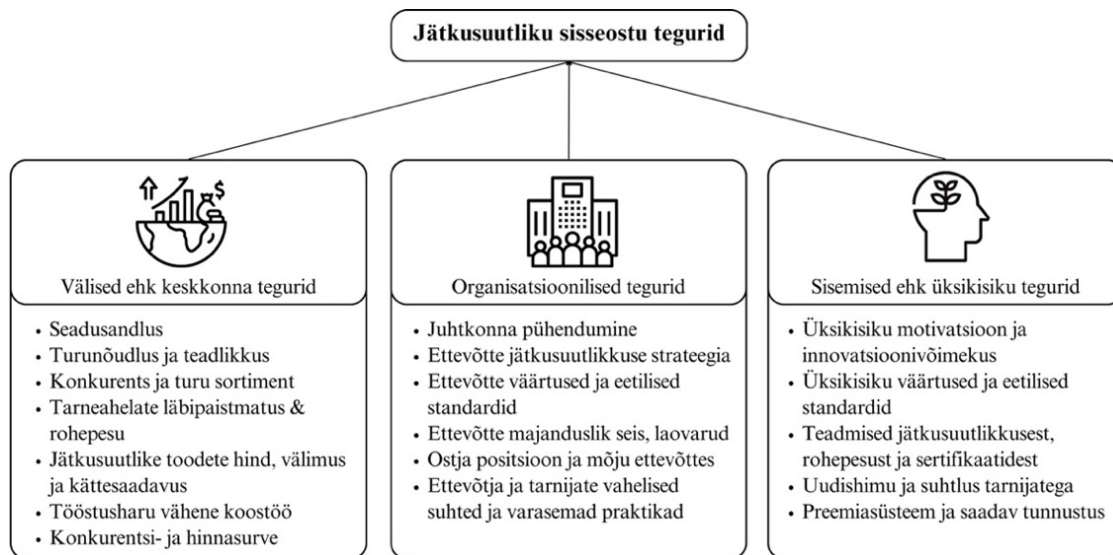 Jätkusuutliku sisseostu tegurid
$
Välised ehk keskkonna tegurid
• Seadusandlus
• Turunõudlus ja teadlikkus
• Konkurents ja turu sortiment
• Tarneahelate läbipaistmatus &
rohepesu
• Jätkusuutlike toodete hind, välimus
ja kättesaadavus
• Tööstusharu vähene koostöö
• Konkurentsi- ja hinnasurve
Organisatsioonilised tegurid
• Juhtkonna pühendumine
• Ettevõtte jätkusuutlikkuse strateegia
• Ettevõtte väärtused ja eetilised
standardid
• Ettevõtte majanduslik seis, laovarud
• Ostja positsioon ja mõju ettevõttes
• Ettevõtja ja tarnijate vahelised
suhted ja varasemad praktikad
Sisemised ehk üksikisiku tegurid
• Üksikisiku motivatsioon ja
innovatsioonivõimekus
• Üksikisiku väärtused ja eetilised
standardid
• Teadmised jätkusuutlikkusest,
rohepesust ja sertifikaatidest
• Uudishimu ja suhtlus tarnijatega
• Preemiasüsteem ja saadav tunnustus